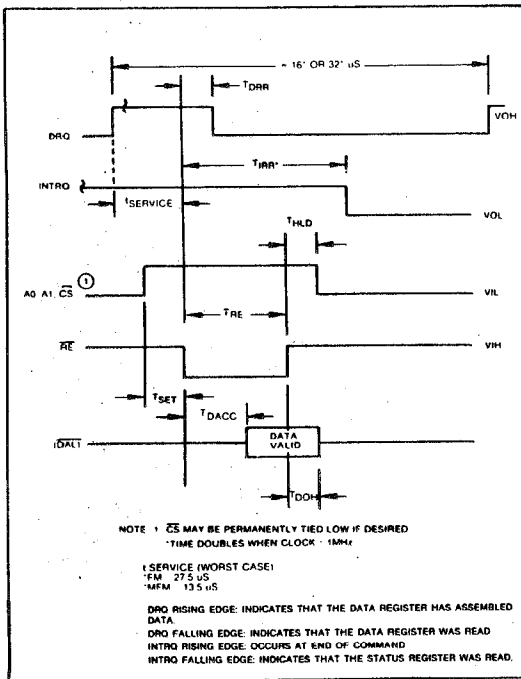 ~ 16* OR 32* uS
TDRR
DRQ
VOH
TIRR*
INTRQ
tSERVICE
VOL
THLD
1
A0, A1, CS
VIL
TRE
RE
VIH
TSET
TDACC
(DAL)
DATA
VALID
TDOH
NOTE 1 CS MAY BE PERMANENTLY TIED LOW IF DESIRED
*TIME DOUBLES WHEN CLOCK = 1MHz
t SERVICE (WORST CASE)
*FM 27.5 uS
*MFM 13.5 uS
DRQ RISING EDGE: INDICATES THAT THE DATA REGISTER HAS ASSEMBLED
DATA.
DRQ FALLING EDGE: INDICATES THAT THE DATA REGISTER WAS READ
INTRQ RISING EDGE: OCCURS AT END OF COMMAND
INTRQ FALLING EDGE: INDICATES THAT THE STATUS REGISTER WAS READ.